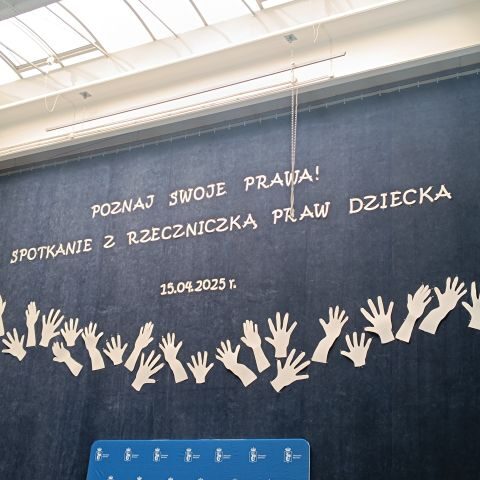 POZNAJ SWOJE PRAWA!
SPOTKANIE Z RZECZNICZKĄ PRAW DZIECKA
15.04.2025 r.